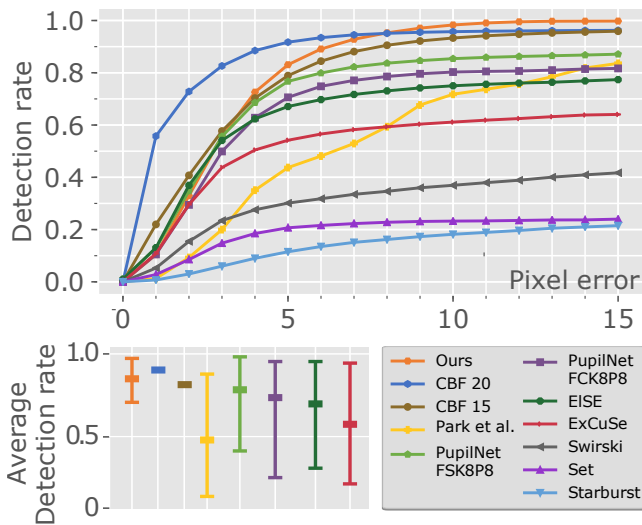 Detection rate
1.0
0.8
0.6
0.4
0.2
0.0
Pixel error
0
5
10
15
Average
Detection rate
1.0
0.5
0
Ours
CBF 20
CBF 15
Park et al.
PupilNet
FSK8P8
PupilNet
FCK8P8
ElSE
ExCuSe
Swirski
Set
Starburst